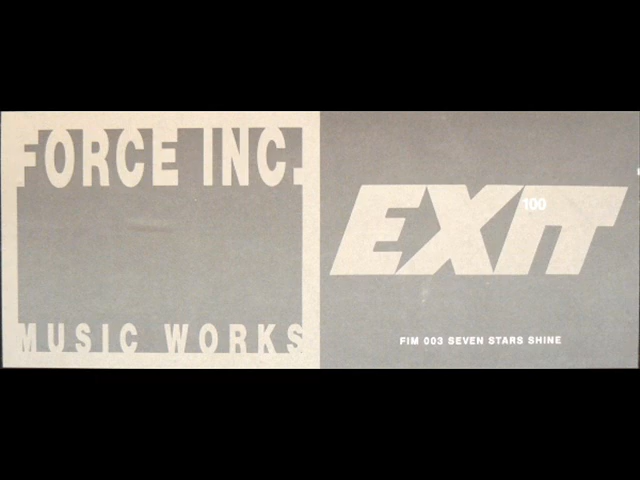 FORCE INC.
MUSIC WORKS
EXIT
100
FIM 003 SEVEN STARS SHINE